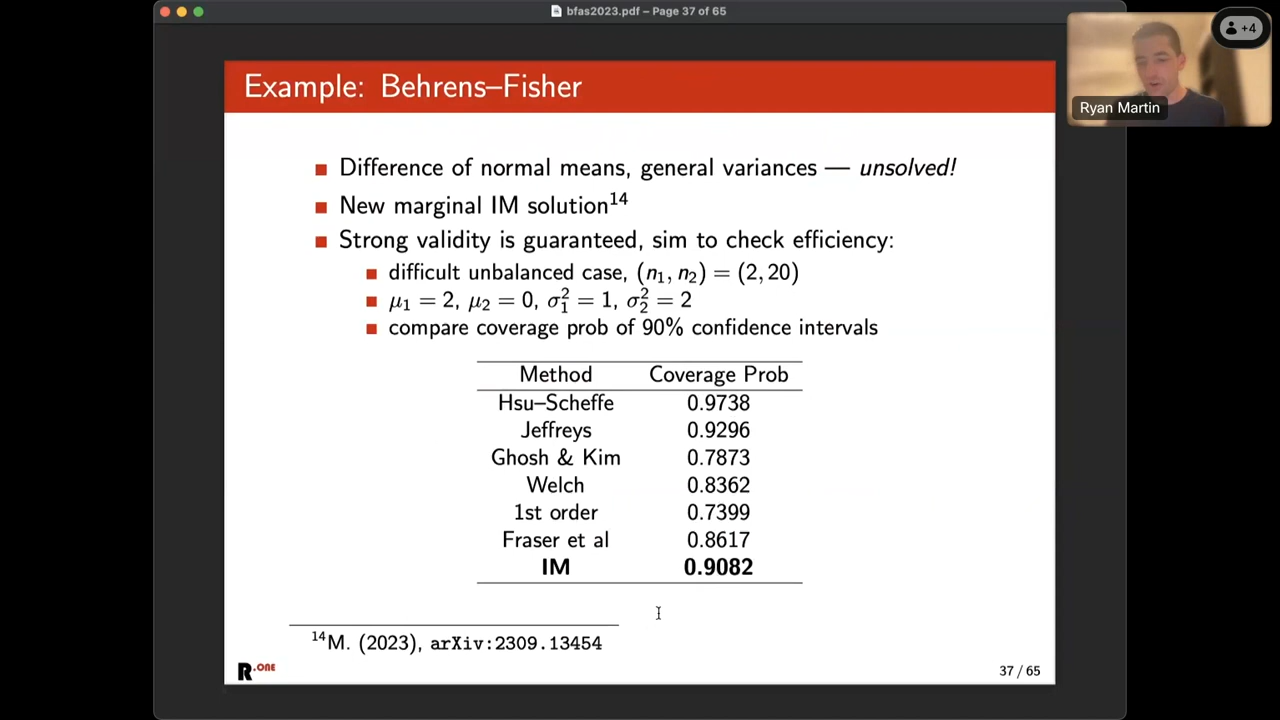 bfas2023.pdf – Page 37 of 65
+4
Ryan Martin
Example: Behrens–Fisher
Difference of normal means, general variances — unsolved!
New marginal IM solution¹⁴
Strong validity is guaranteed, sim to check efficiency:
difficult unbalanced case, (n₁, n₂) = (2, 20)
μ₁ = 2, μ₂ = 0, σ₁² = 1, σ₂² = 2
compare coverage prob of 90% confidence intervals
Method Coverage Prob
Hsu–Scheffe 0.9738
Jeffreys 0.9296
Ghosh & Kim 0.7873
Welch 0.8362
1st order 0.7399
Fraser et al 0.8617
IM 0.9082
¹⁴M. (2023), arXiv:2309.13454
R.ONE
37 / 65